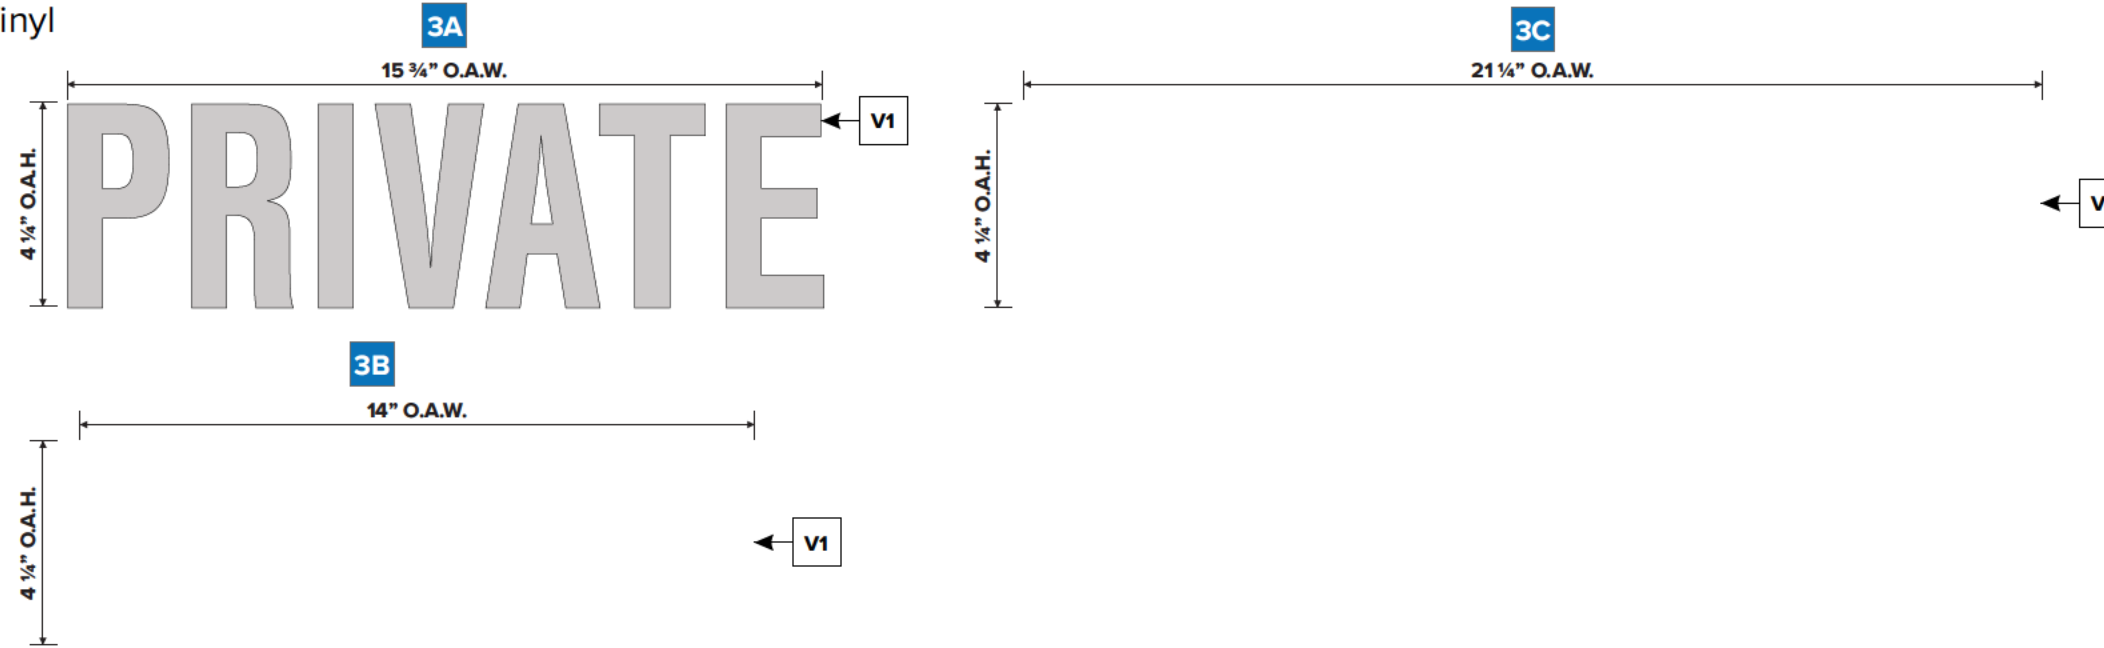 inyl
3A
15 ¾” O.A.W.
4 ¼” O.A.H.
PRIVATE
V1
3C
21 ¼” O.A.W.
4 ¼” O.A.H.
V
3B
14” O.A.W.
4 ¼” O.A.H.
V1